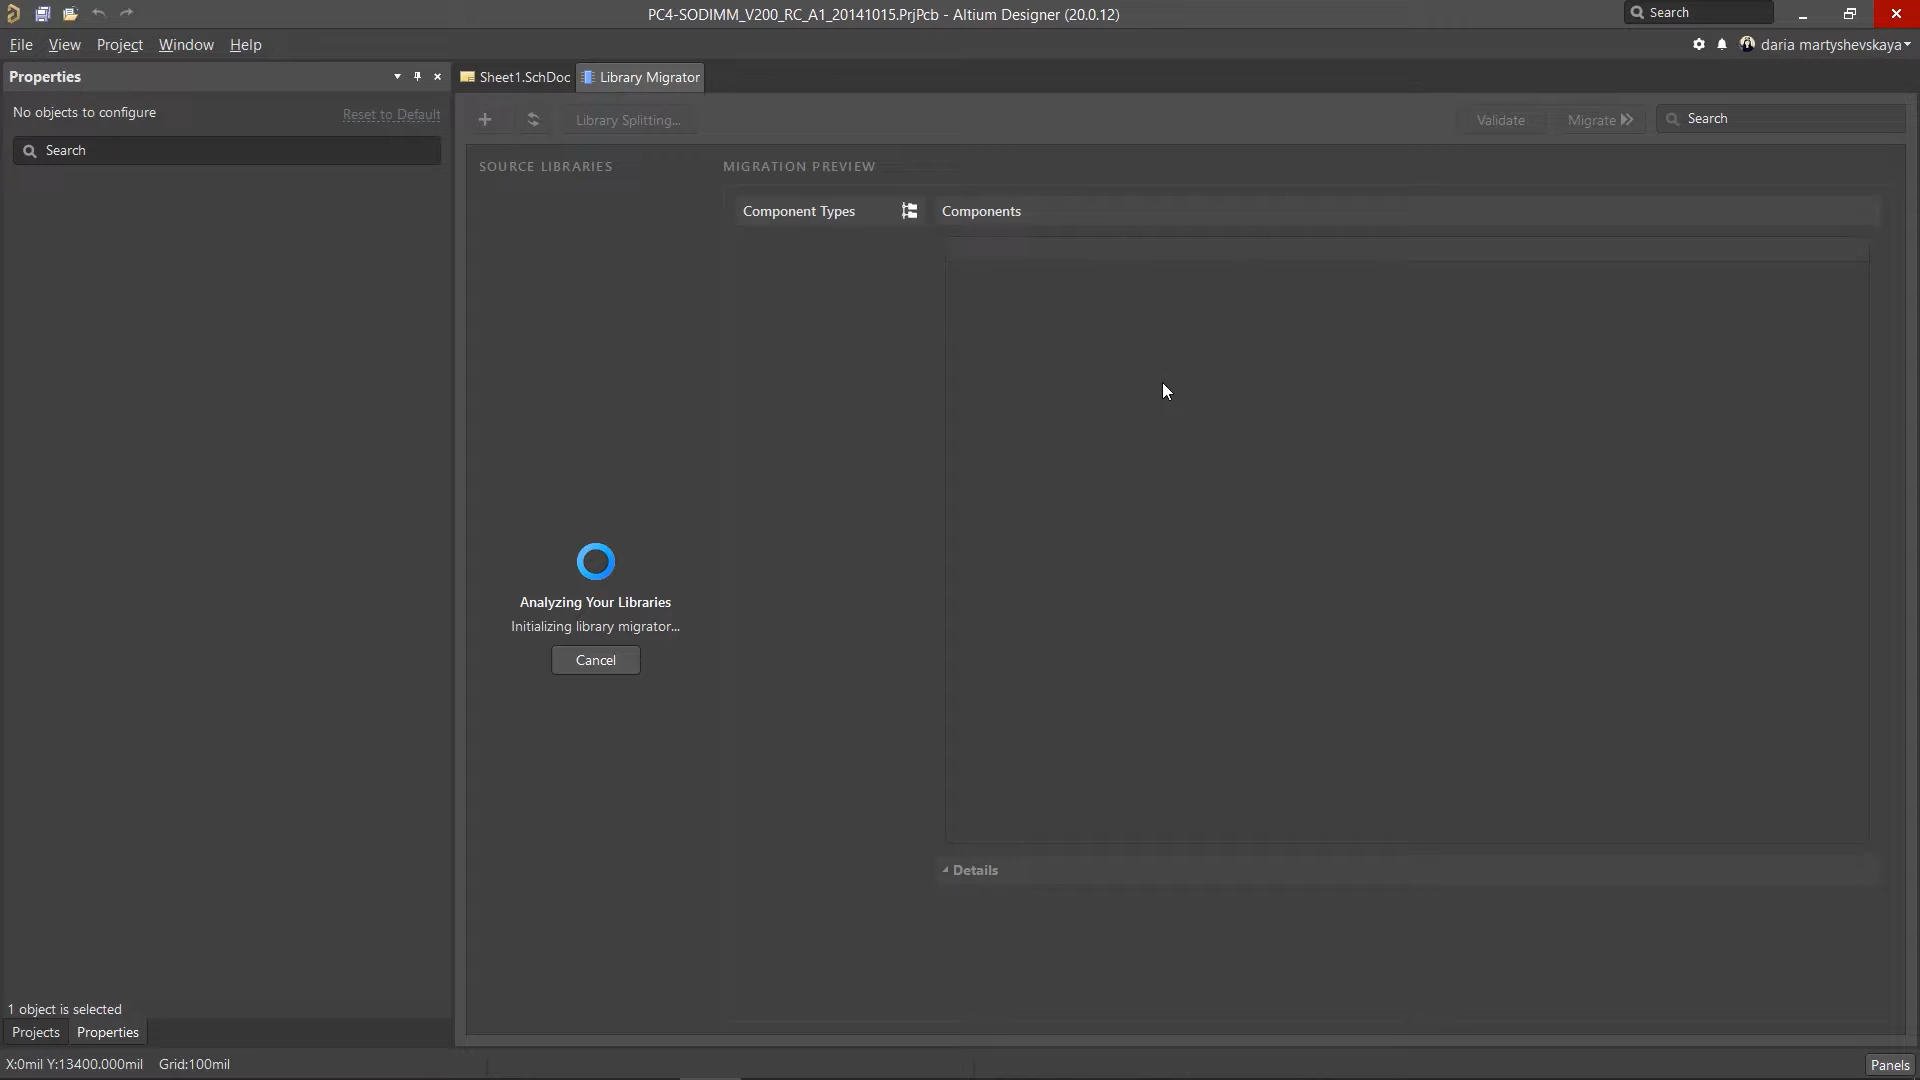 PC4-SODIMM_V200_RC_A1_20141015.PrjPcb - Altium Designer (20.0.12)
Search
File View Project Window Help
daria martyshevskaya
Properties
Sheet1.SchDoc
Library Migrator
No objects to configure
Reset to Default
Search
Library Splitting...
Validate
Migrate
Search
SOURCE LIBRARIES
MIGRATION PREVIEW
Component Types
Components
Analyzing Your Libraries
Initializing library migrator...
Cancel
Details
1 object is selected
Projects
Properties
X:0mil Y:13400.000mil Grid:100mil
Panels